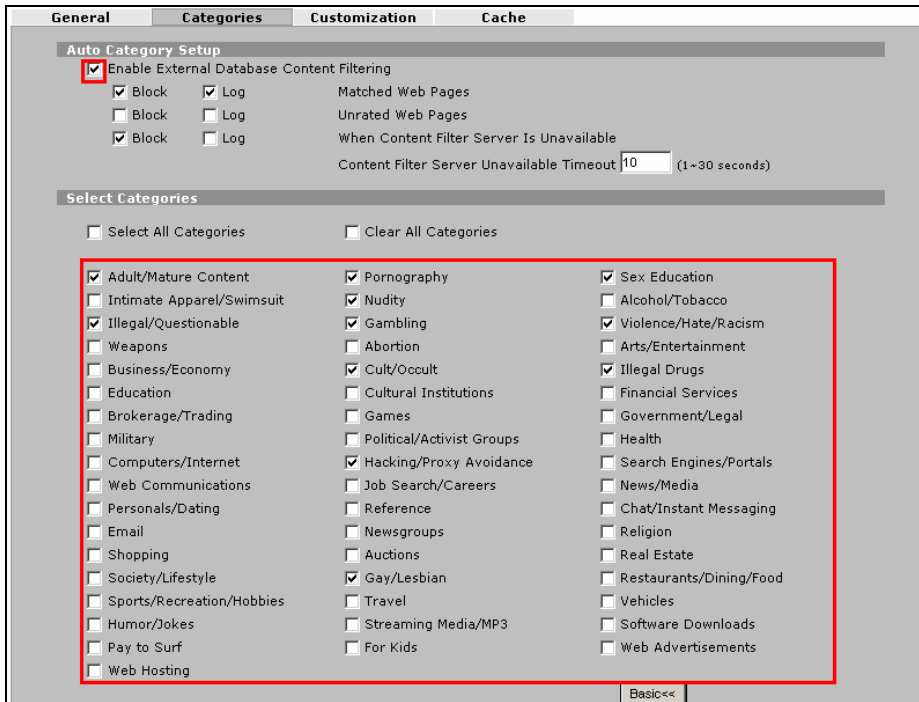 General Categories Customization Cache
Auto Category Setup
Enable External Database Content Filtering
Block Log Matched Web Pages
Block Log Unrated Web Pages
Block Log When Content Filter Server Is Unavailable
Content Filter Server Unavailable Timeout 10 (1~30 seconds)
Select Categories
Select All Categories Clear All Categories
Adult/Mature Content Pornography Sex Education
Intimate Apparel/Swimsuit Nudity Alcohol/Tobacco
Illegal/Questionable Gambling Violence/Hate/Racism
Weapons Abortion Arts/Entertainment
Business/Economy Cult/Occult Illegal Drugs
Education Cultural Institutions Financial Services
Brokerage/Trading Games Government/Legal
Military Political/Activist Groups Health
Computers/Internet Hacking/Proxy Avoidance Search Engines/Portals
Web Communications Job Search/Careers News/Media
Personals/Dating Reference Chat/Instant Messaging
Email Newsgroups Religion
Shopping Auctions Real Estate
Society/Lifestyle Gay/Lesbian Restaurants/Dining/Food
Sports/Recreation/Hobbies Travel Vehicles
Humor/Jokes Streaming Media/MP3 Software Downloads
Pay to Surf For Kids Web Advertisements
Web Hosting
Basic<<